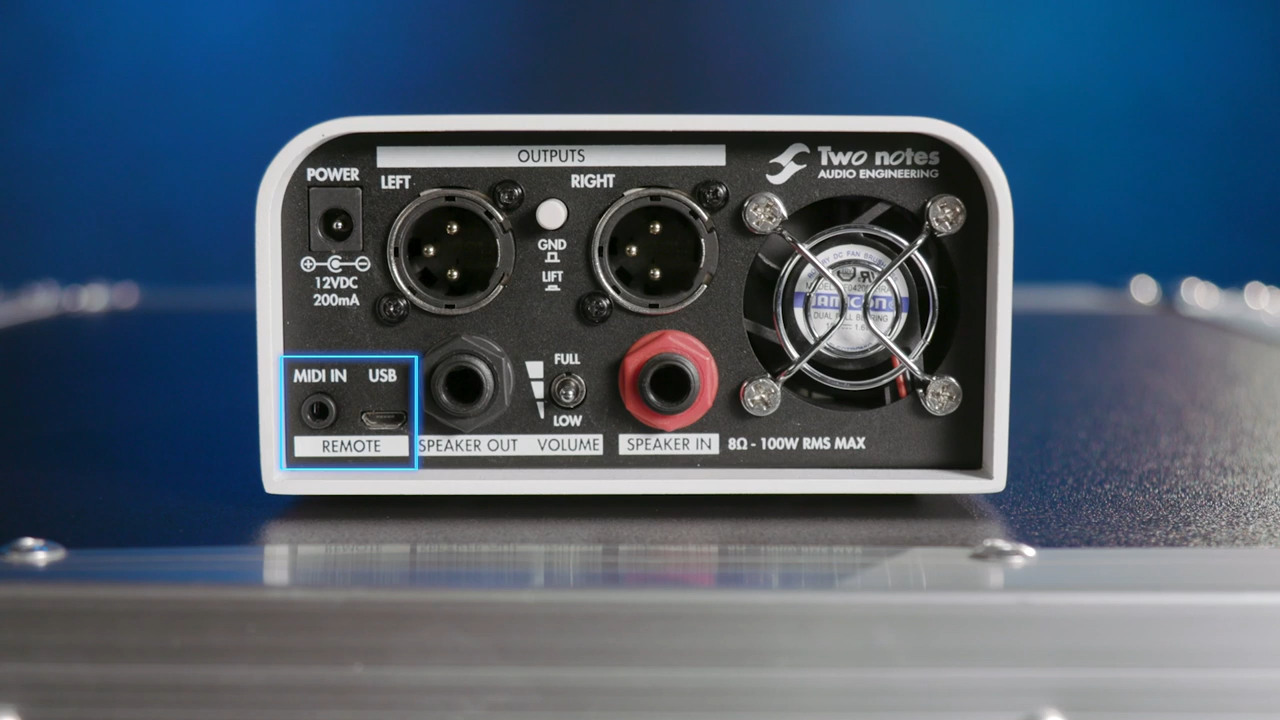 OUTPUTS
Two notes
AUDIO ENGINEERING
POWER
LEFT
RIGHT
GND
LIFT
12VDC
200mA
DUAL BALL BEARING
MIDI IN
USB
REMOTE
SPEAKER OUT
FULL
LOW
VOLUME
SPEAKER IN
8Ω - 100W RMS MAX